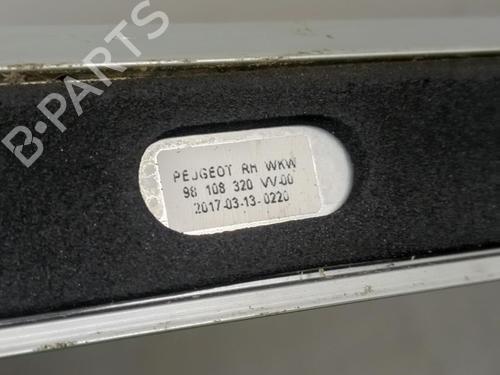 B-PARTS
PEUGEOT RH WKW
98 108 320 VV-00
2017-03-13-0220